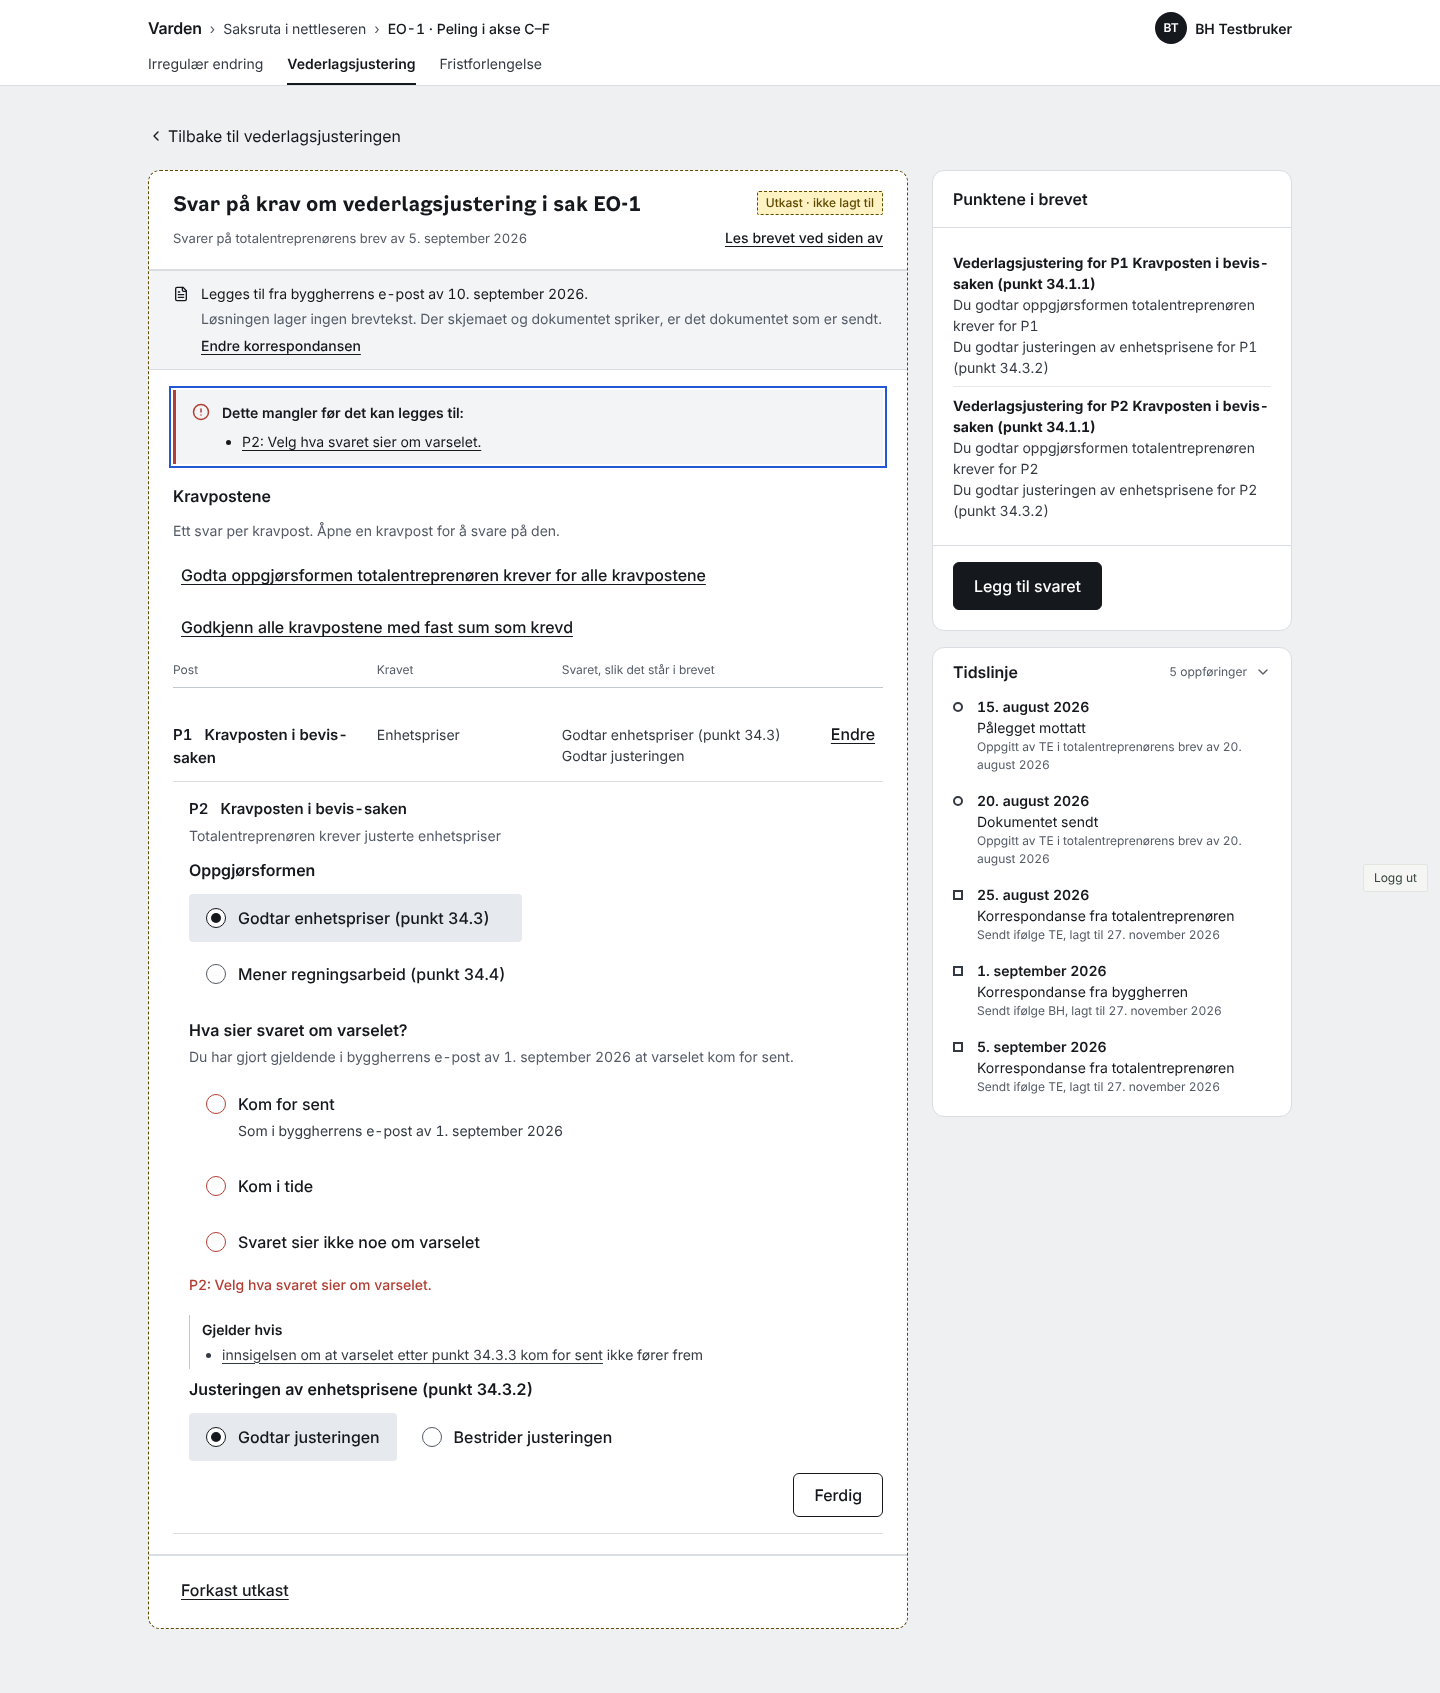 Varden › Saksruta i nettleseren › EO-1 · Peling i akse C–F
BT BH Testbruker
Irregulær endring Vederlagsjustering Fristforlengelse
Tilbake til vederlagsjusteringen
Svar på krav om vederlagsjustering i sak EO-1
Utkast · ikke lagt til
Svarer på totalentreprenørens brev av 5. september 2026
Les brevet ved siden av
Legges til fra byggherrens e-post av 10. september 2026.
Løsningen lager ingen brevtekst. Der skjemaet og dokumentet spriker, er det dokumentet som er sendt.
Endre korrespondansen
Dette mangler før det kan legges til:
P2: Velg hva svaret sier om varselet.
Kravpostene
Ett svar per kravpost. Åpne en kravpost for å svare på den.
Godta oppgjørsformen totalentreprenøren krever for alle kravpostene
Godkjenn alle kravpostene med fast sum som krevd
Post Kravet Svaret, slik det står i brevet
P1 Kravposten i bevis-
saken
Enhetspriser
Godtar enhetspriser (punkt 34.3)
Godtar justeringen
Endre
P2 Kravposten i bevis-saken
Totalentreprenøren krever justerte enhetspriser
Oppgjørsformen
Godtar enhetspriser (punkt 34.3)
Mener regningsarbeid (punkt 34.4)
Hva sier svaret om varselet?
Du har gjort gjeldende i byggherrens e-post av 1. september 2026 at varselet kom for sent.
Kom for sent
Som i byggherrens e-post av 1. september 2026
Kom i tide
Svaret sier ikke noe om varselet
P2: Velg hva svaret sier om varselet.
Gjelder hvis
innsigelsen om at varselet etter punkt 34.3.3 kom for sent ikke fører frem
Justeringen av enhetsprisene (punkt 34.3.2)
Godtar justeringen Bestrider justeringen
Ferdig
Forkast utkast
Punktene i brevet
Vederlagsjustering for P1 Kravposten i bevis-
saken (punkt 34.1.1)
Du godtar oppgjørsformen totalentreprenøren
krever for P1
Du godtar justeringen av enhetsprisene for P1
(punkt 34.3.2)
Vederlagsjustering for P2 Kravposten i bevis-
saken (punkt 34.1.1)
Du godtar oppgjørsformen totalentreprenøren
krever for P2
Du godtar justeringen av enhetsprisene for P2
(punkt 34.3.2)
Legg til svaret
Tidslinje 5 oppføringer
15. august 2026
Pålegget mottatt
Oppgitt av TE i totalentreprenørens brev av 20.
august 2026
20. august 2026
Dokumentet sendt
Oppgitt av TE i totalentreprenørens brev av 20.
august 2026
25. august 2026
Korrespondanse fra totalentreprenøren
Sendt ifølge TE, lagt til 27. november 2026
1. september 2026
Korrespondanse fra byggherren
Sendt ifølge BH, lagt til 27. november 2026
5. september 2026
Korrespondanse fra totalentreprenøren
Sendt ifølge TE, lagt til 27. november 2026
Logg ut